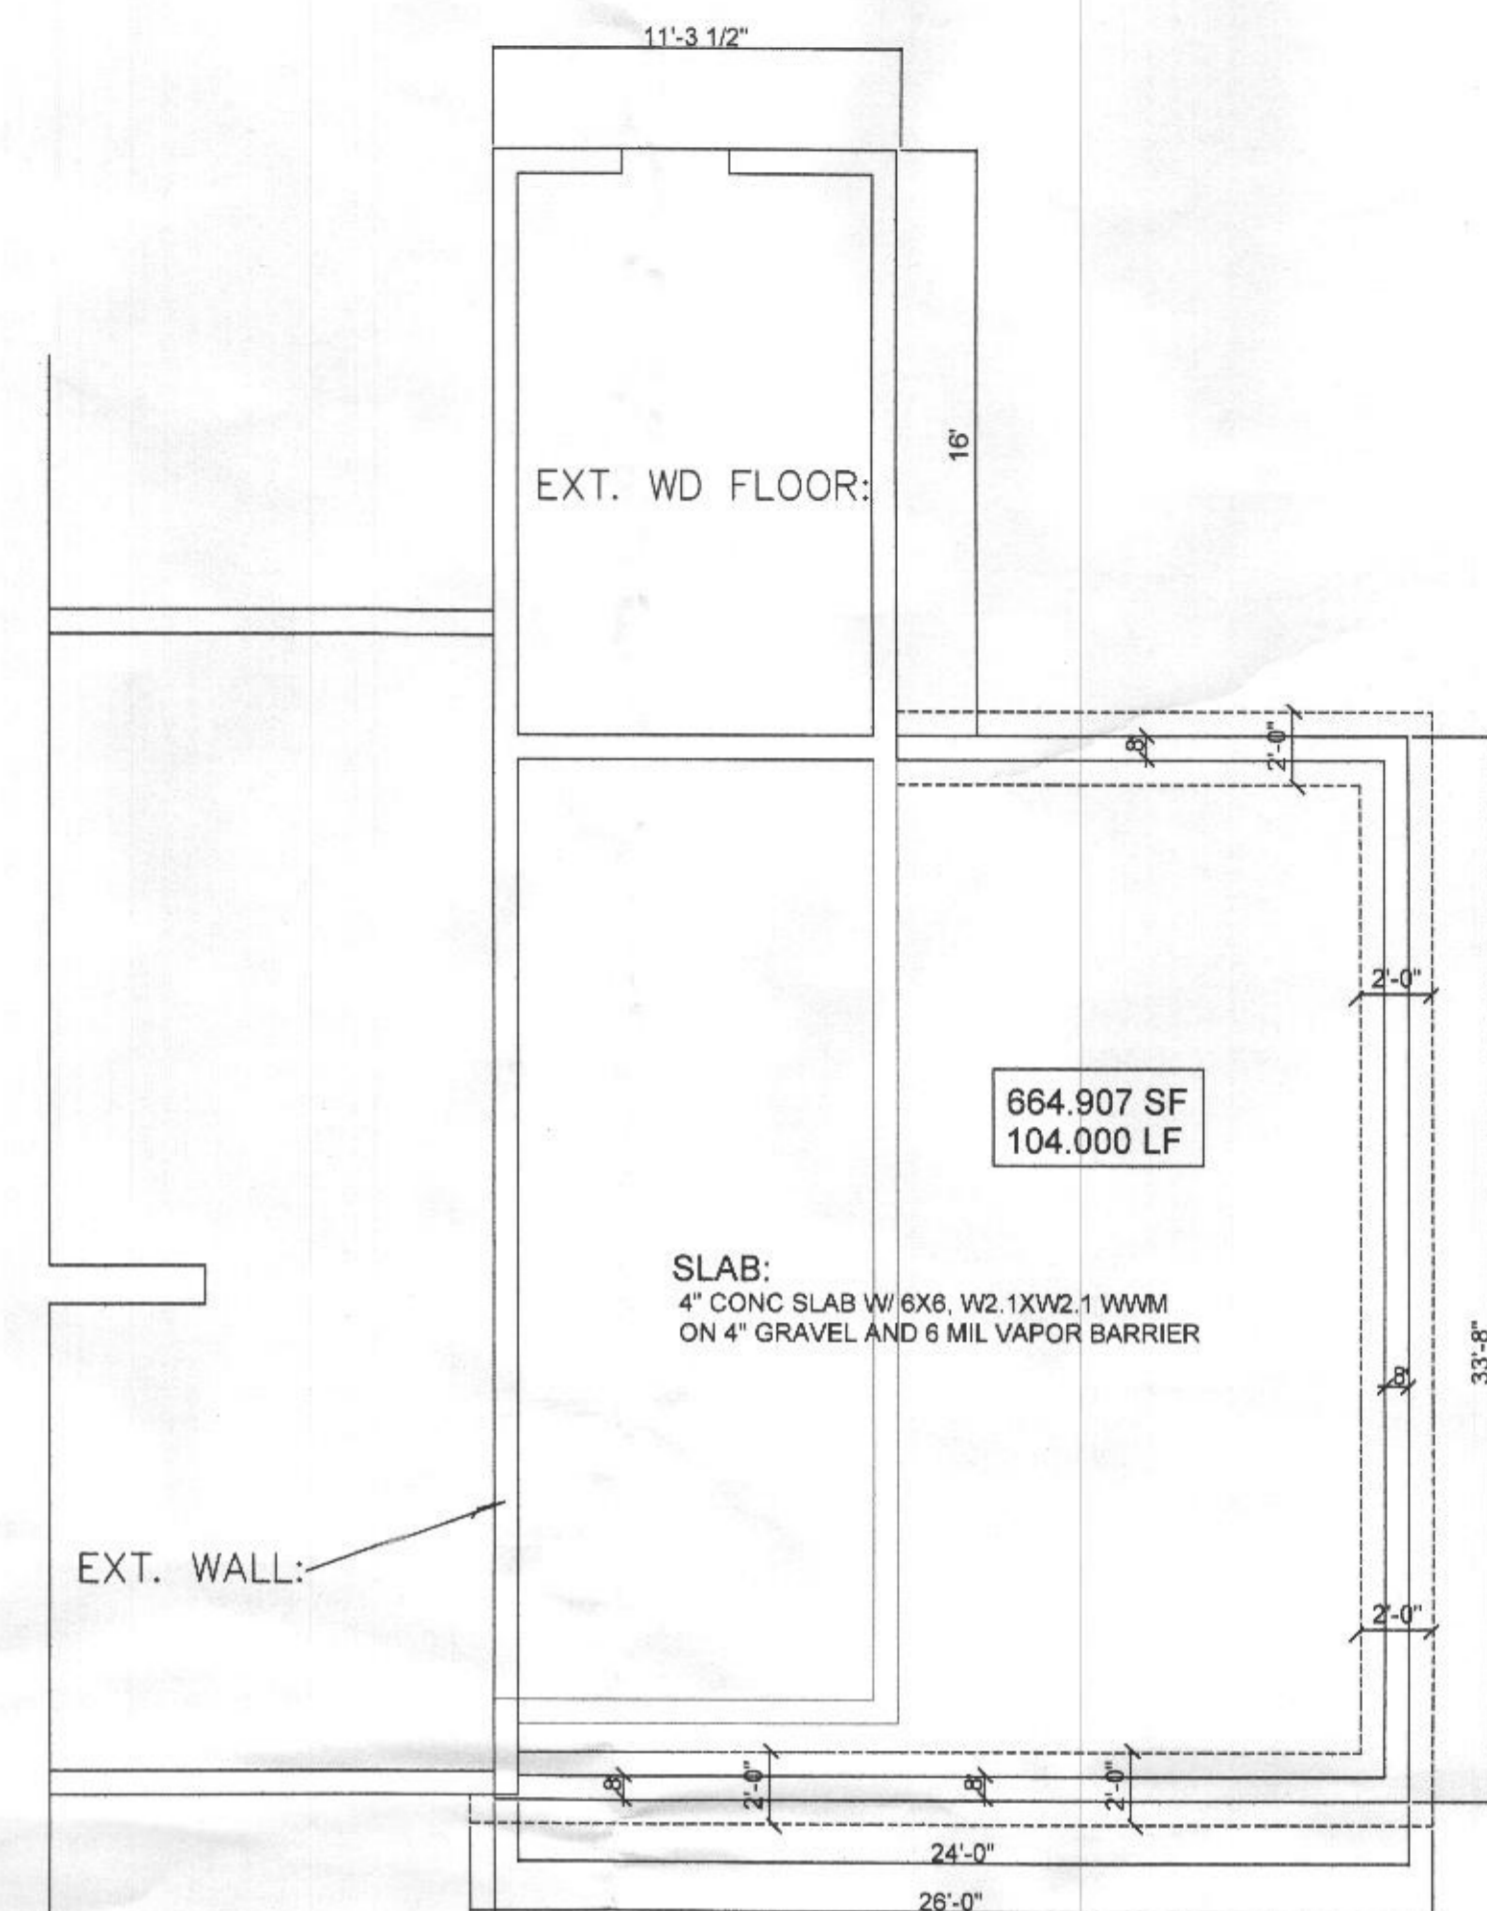 11'-3 1/2"
16'
EXT. WD FLOOR:
8"
2'-0"
2'-0"
664.907 SF
104.000 LF
SLAB:
4" CONC SLAB W/ 6X6, W2.1XW2.1 WWM
ON 4" GRAVEL AND 6 MIL VAPOR BARRIER
33'-8"
8"
EXT. WALL:
2'-0"
8"
2'-0"
8"
2'-0"
24'-0"
26'-0"